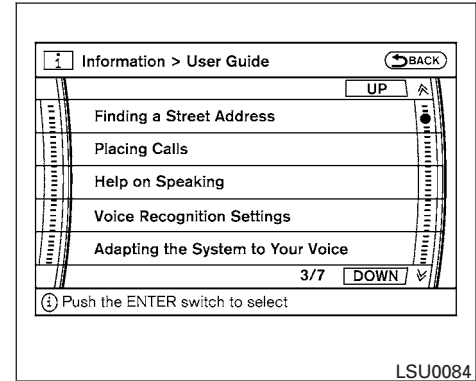 i Information > User Guide BACK
UP
Finding a Street Address
Placing Calls
Help on Speaking
Voice Recognition Settings
Adapting the System to Your Voice
3/7 DOWN
i Push the ENTER switch to select
LSU0084